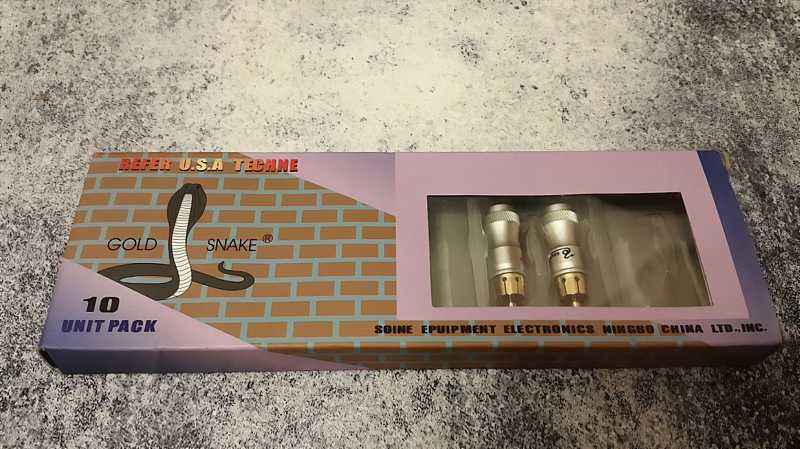 REFER U.S.A TECHNE
GOLD SNAKE ®
10
UNIT PACK
SOINE EPUIPMENT ELECTRONICS NINGBO CHINA LTD.,INC.